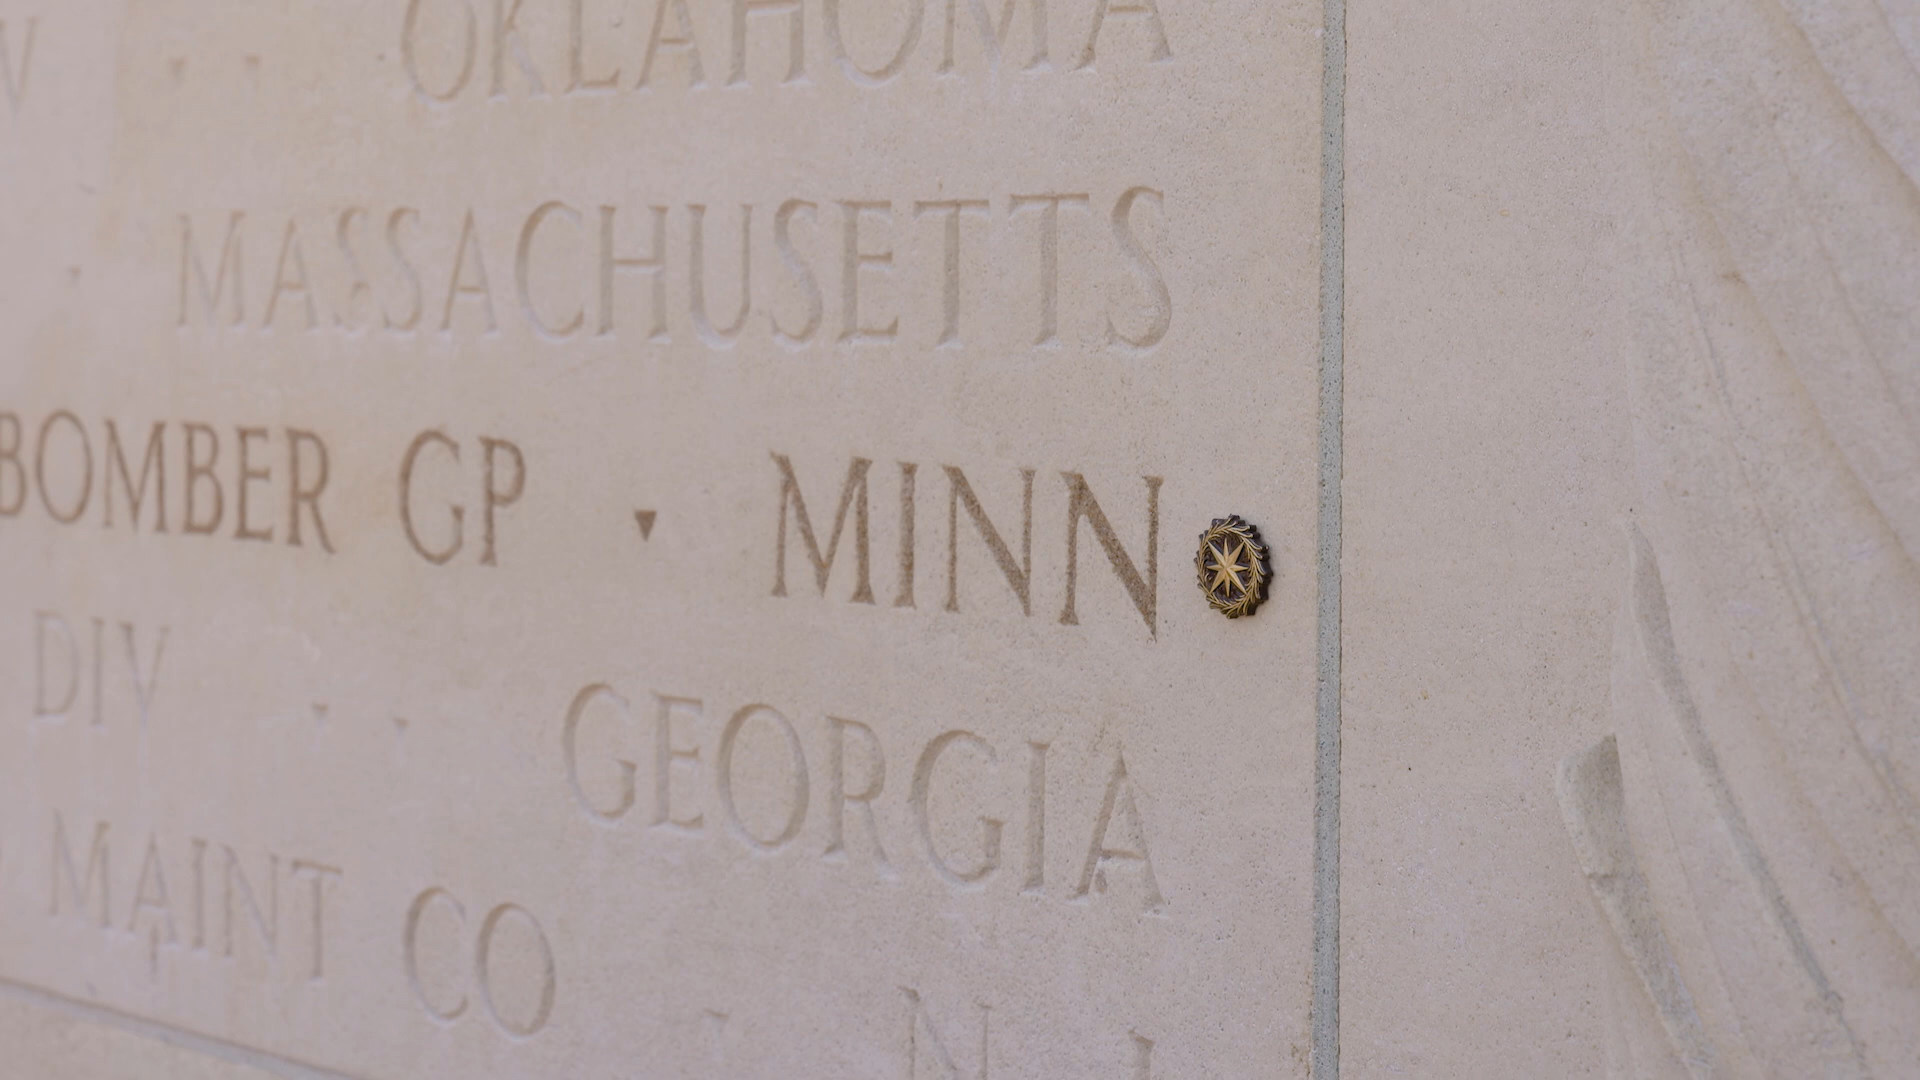 OKLAHOMA
MASSACHUSETTS
BOMBER GP · MINN
DIV · · GEORGIA
MAINT CO · N J